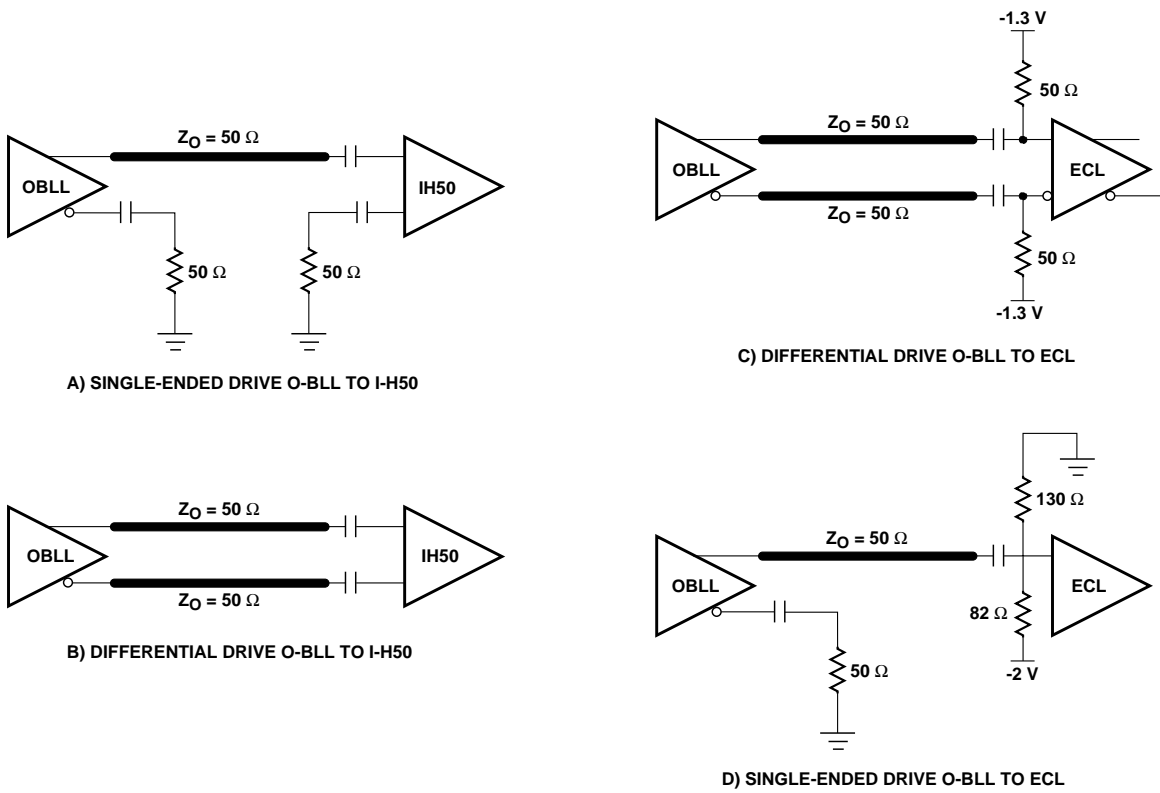 Z_O = 50 Ω
OBLL
IH50
50 Ω
50 Ω
A) SINGLE-ENDED DRIVE O-BLL TO I-H50
Z_O = 50 Ω
OBLL
IH50
Z_O = 50 Ω
B) DIFFERENTIAL DRIVE O-BLL TO I-H50
-1.3 V
50 Ω
Z_O = 50 Ω
OBLL
ECL
Z_O = 50 Ω
50 Ω
-1.3 V
C) DIFFERENTIAL DRIVE O-BLL TO ECL
130 Ω
Z_O = 50 Ω
OBLL
ECL
82 Ω
-2 V
50 Ω
D) SINGLE-ENDED DRIVE O-BLL TO ECL